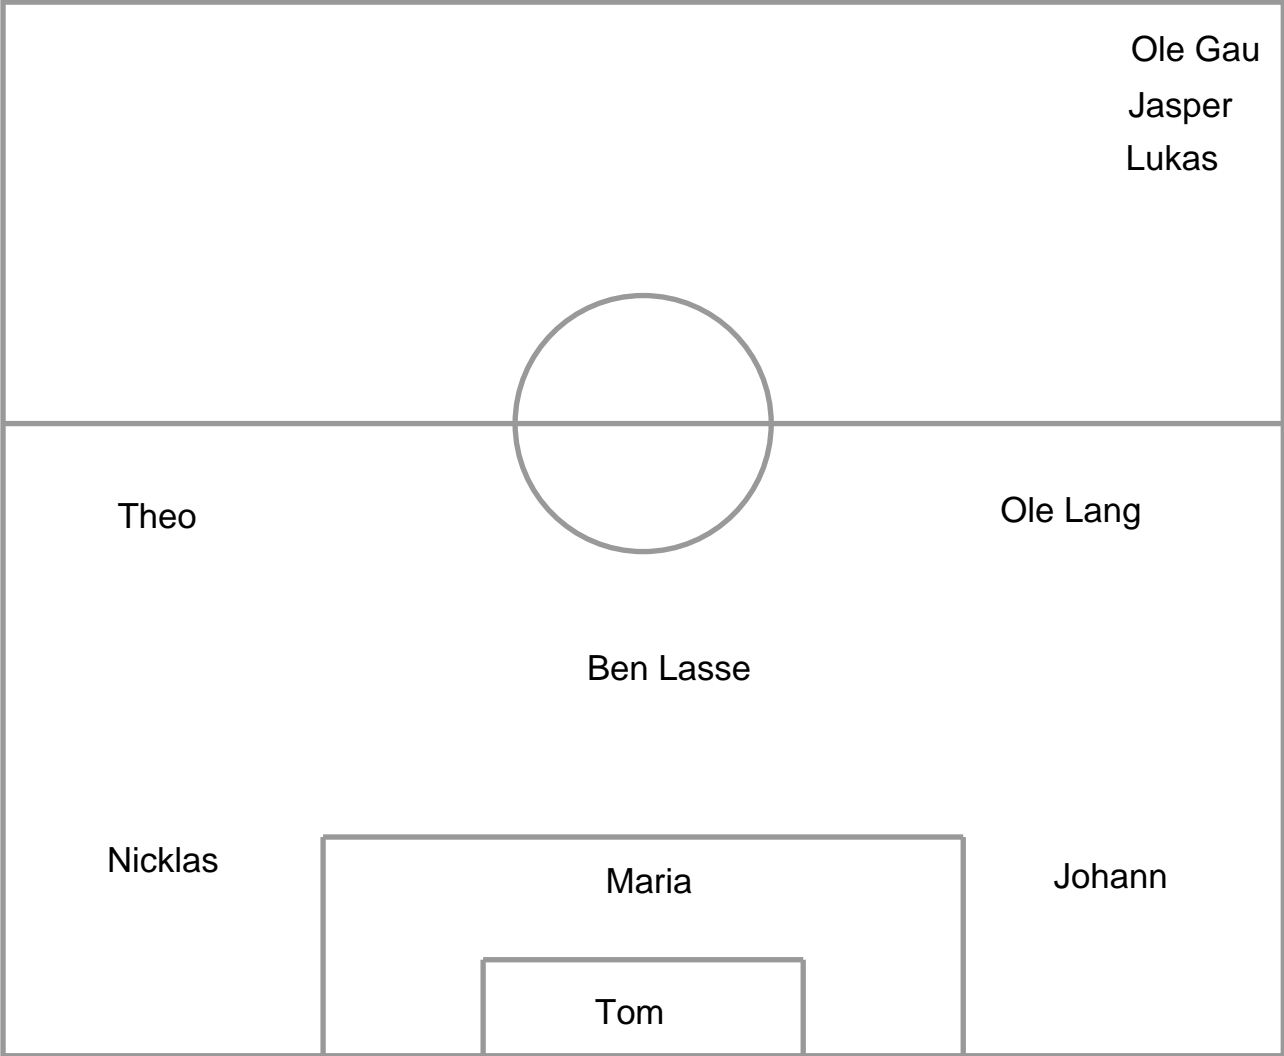 Ole Gau
Jasper
Lukas
Theo
Ole Lang
Ben Lasse
Nicklas
Maria
Johann
Tom